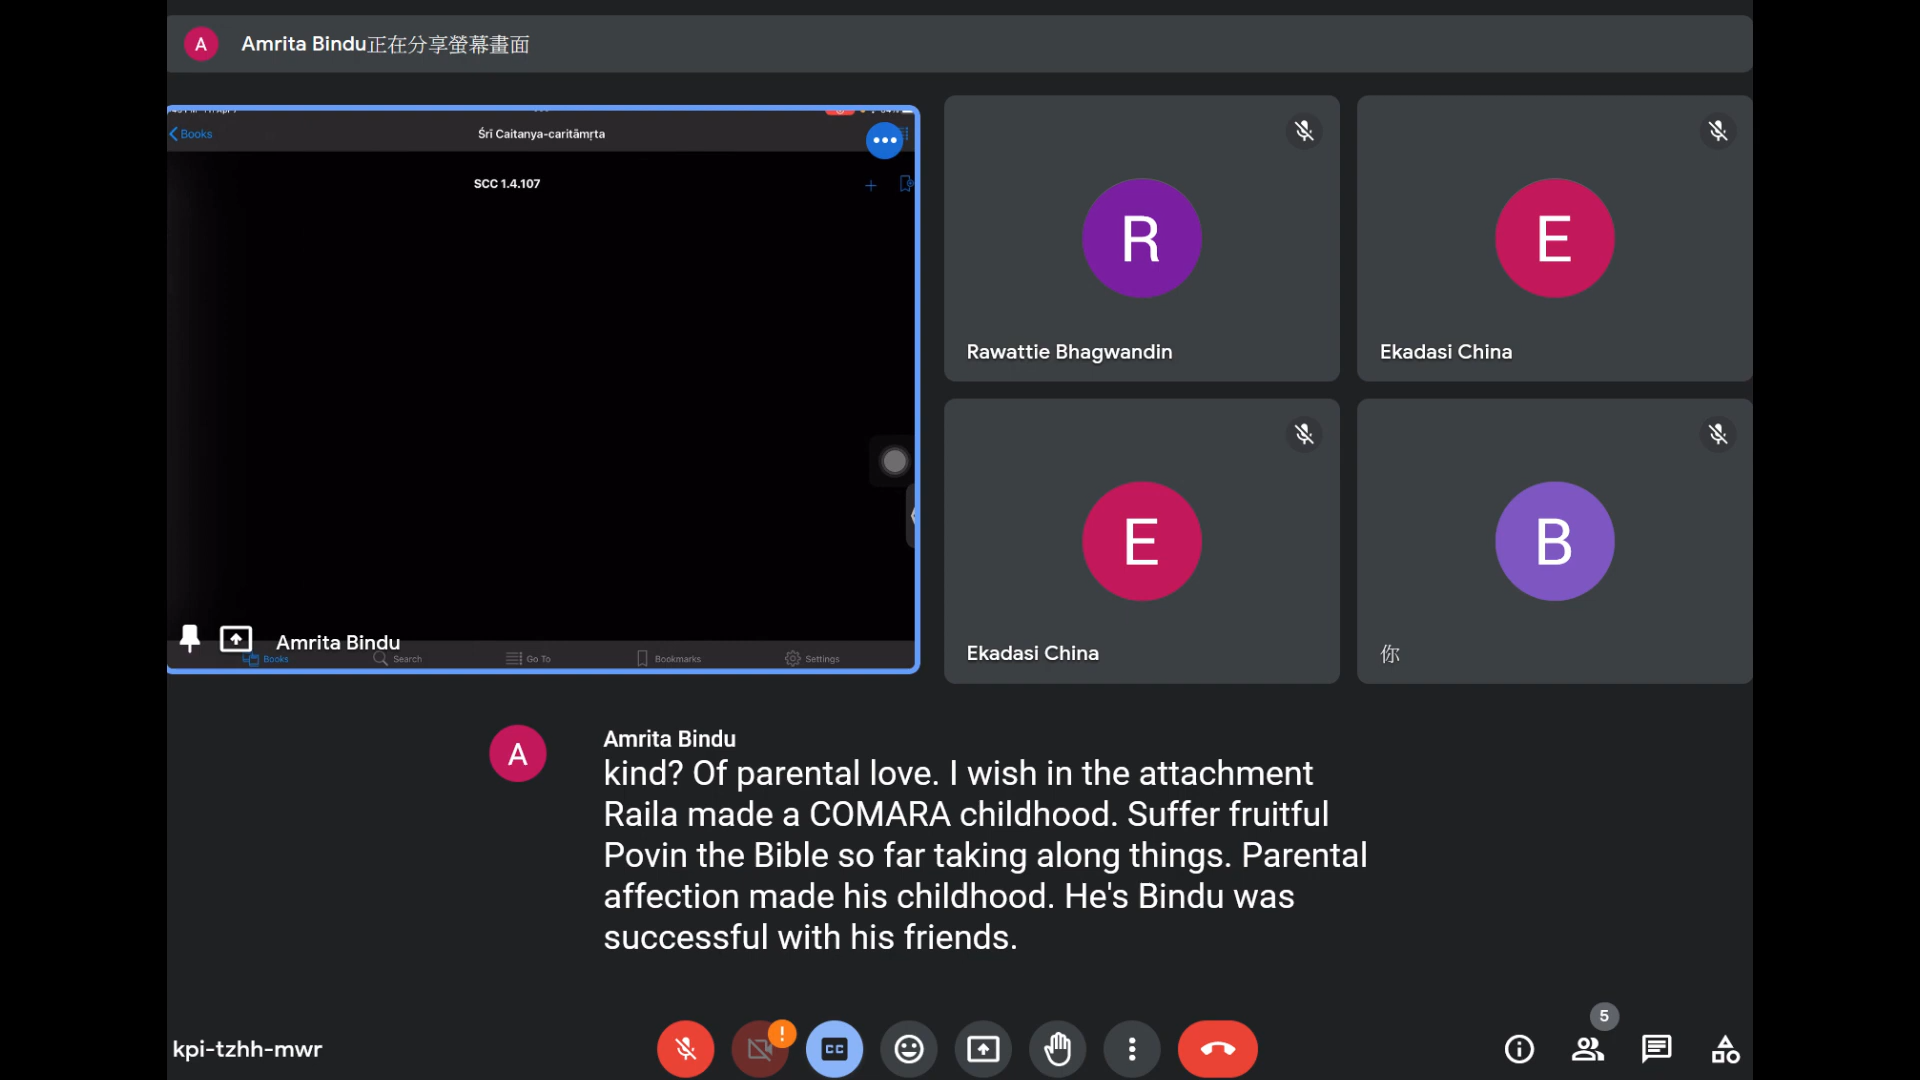 A Amrita Bindu正在分享螢幕畫面
Books
Śrī Caitanya-caritāmṛta
SCC 1.4.107
Amrita Bindu
Books
Search
Go To
Bookmarks
Settings
R
Rawattie Bhagwandin
E
Ekadasi China
E
Ekadasi China
B
你
A
Amrita Bindu
kind? Of parental love. I wish in the attachment
Raila made a COMARA childhood. Suffer fruitful
Povin the Bible so far taking along things. Parental
affection made his childhood. He's Bindu was
successful with his friends.
kpi-tzhh-mwr
!
CC
5